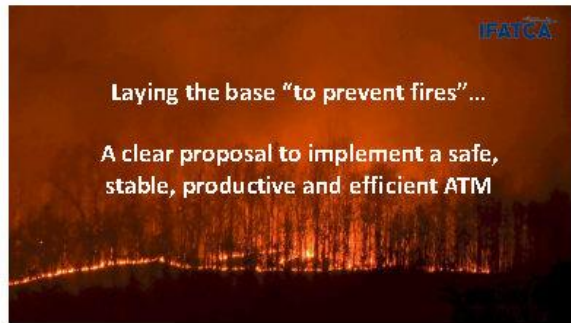 IFATCA
Laying the base “to prevent fires”...
A clear proposal to implement a safe,
stable, productive and efficient ATM